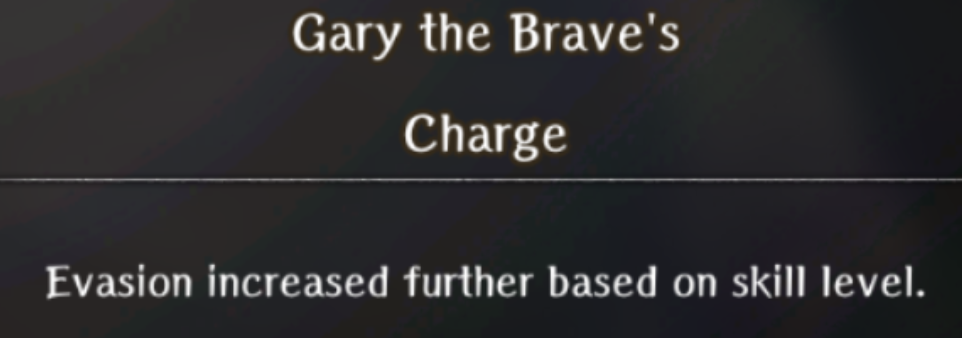 Gary the Brave's
Charge
Evasion increased further based on skill level.